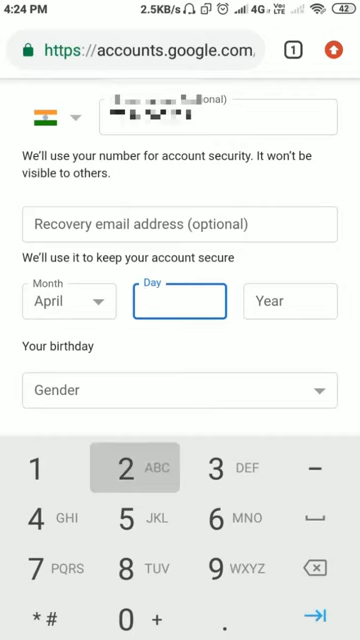 4:24 PM 2.5KB/s 4G VoLTE 42
https://accounts.google.com/ 1
onal)
We'll use your number for account security. It won't be
visible to others.
Recovery email address (optional)
We'll use it to keep your account secure
Month Day
April Year
Your birthday
Gender
1 2 ABC 3 DEF –
4 GHI 5 JKL 6 MNO
7 PQRS 8 TUV 9 WXYZ
* # 0 + .